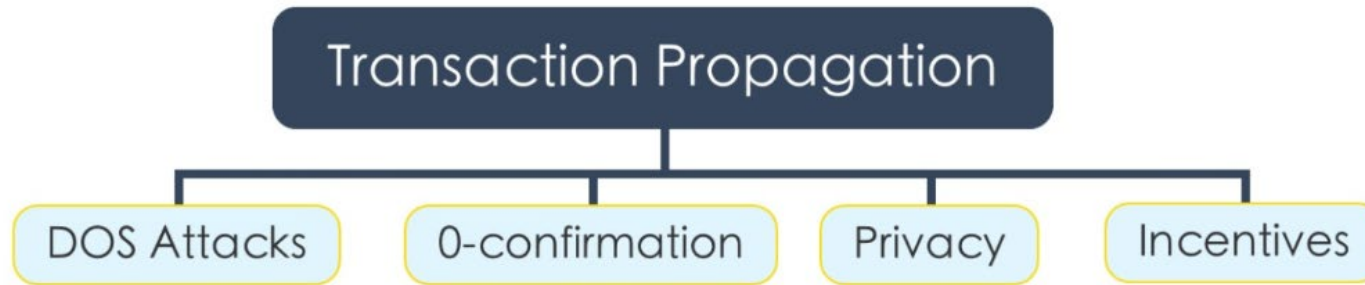 Transaction Propagation
DOS Attacks
0-confirmation
Privacy
Incentives